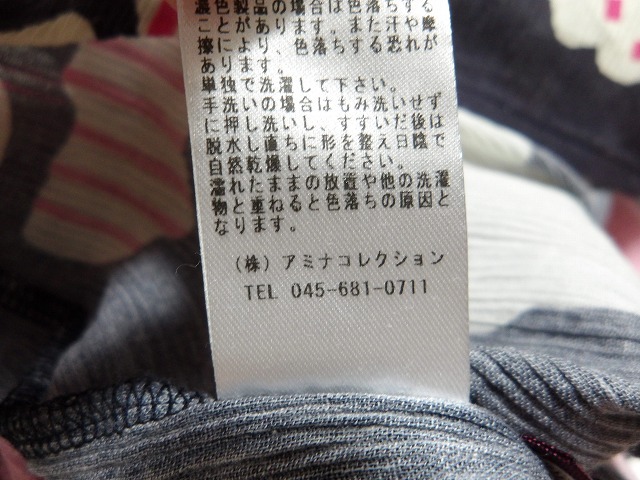 濃色製品の場合は色落ちする
ことがあります。また汗や摩
擦により、色落ちする恐れが
あります。
単独で洗濯して下さい。
手洗いの場合はもみ洗いせず
に押し洗いし、すすいだ後は
脱水し直ちに形を整え日陰で
自然乾燥してください。
濡れたままの放置や他の洗濯
物と重ねると色落ちの原因と
なります。
(株)アミナコレクション
TEL 045-681-0711